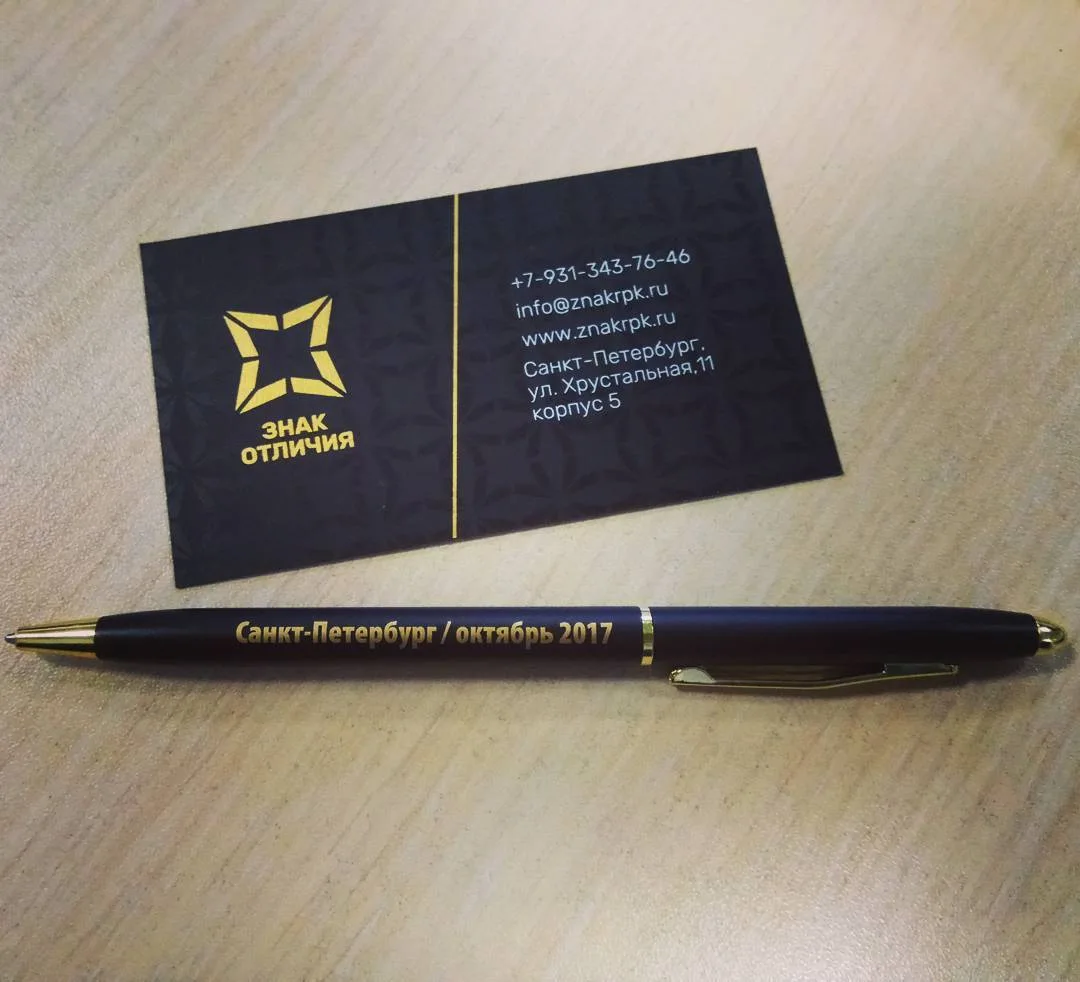 ЗНАК
ОТЛИЧИЯ
+7-931-343-76-46
info@znakrpk.ru
www.znakrpk.ru
Санкт-Петербург,
ул. Хрустальная,11
корпус 5
Санкт-Петербург / октябрь 2017